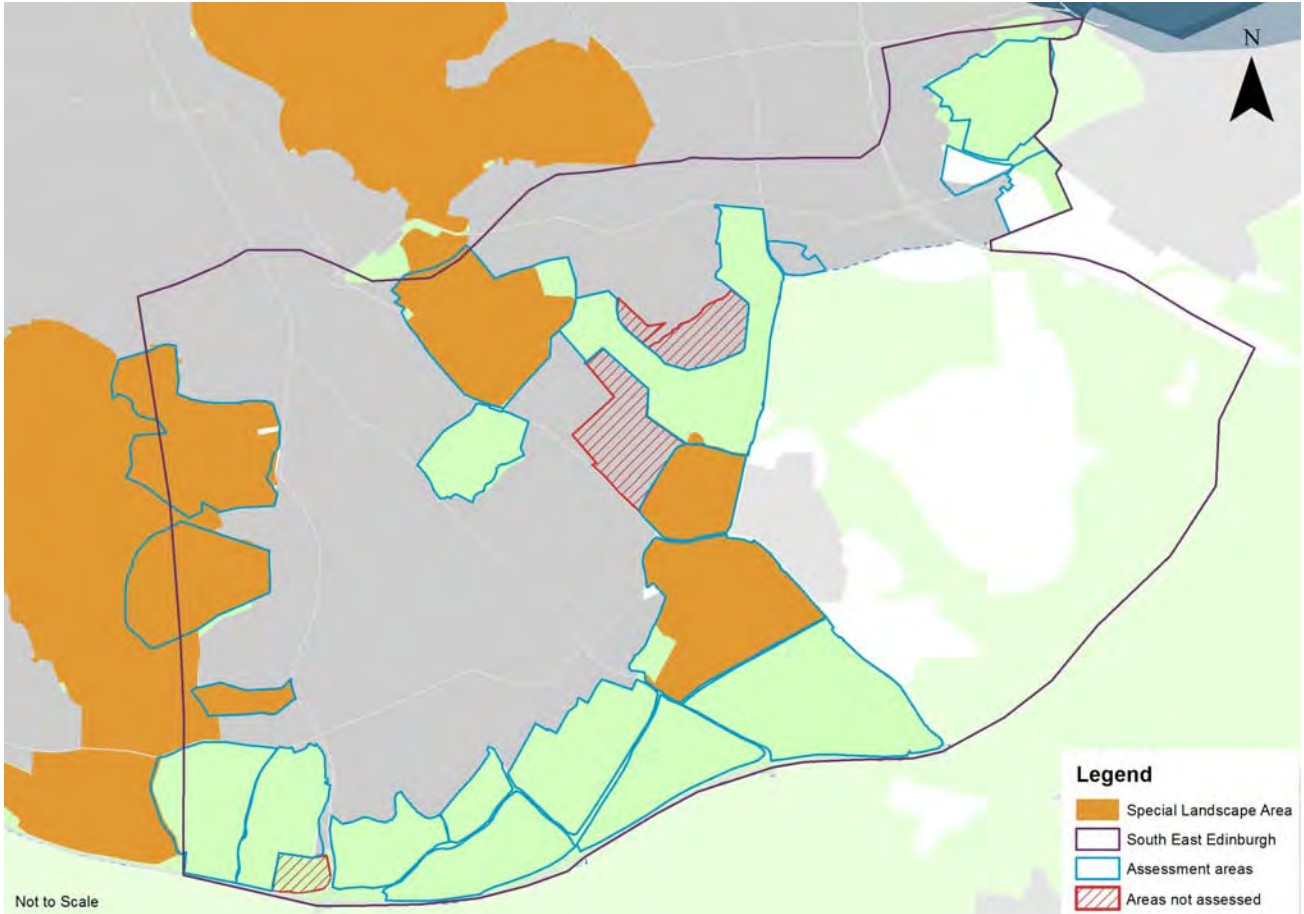 N
Legend
Special Landscape Area
South East Edinburgh
Assessment areas
Areas not assessed
Not to Scale